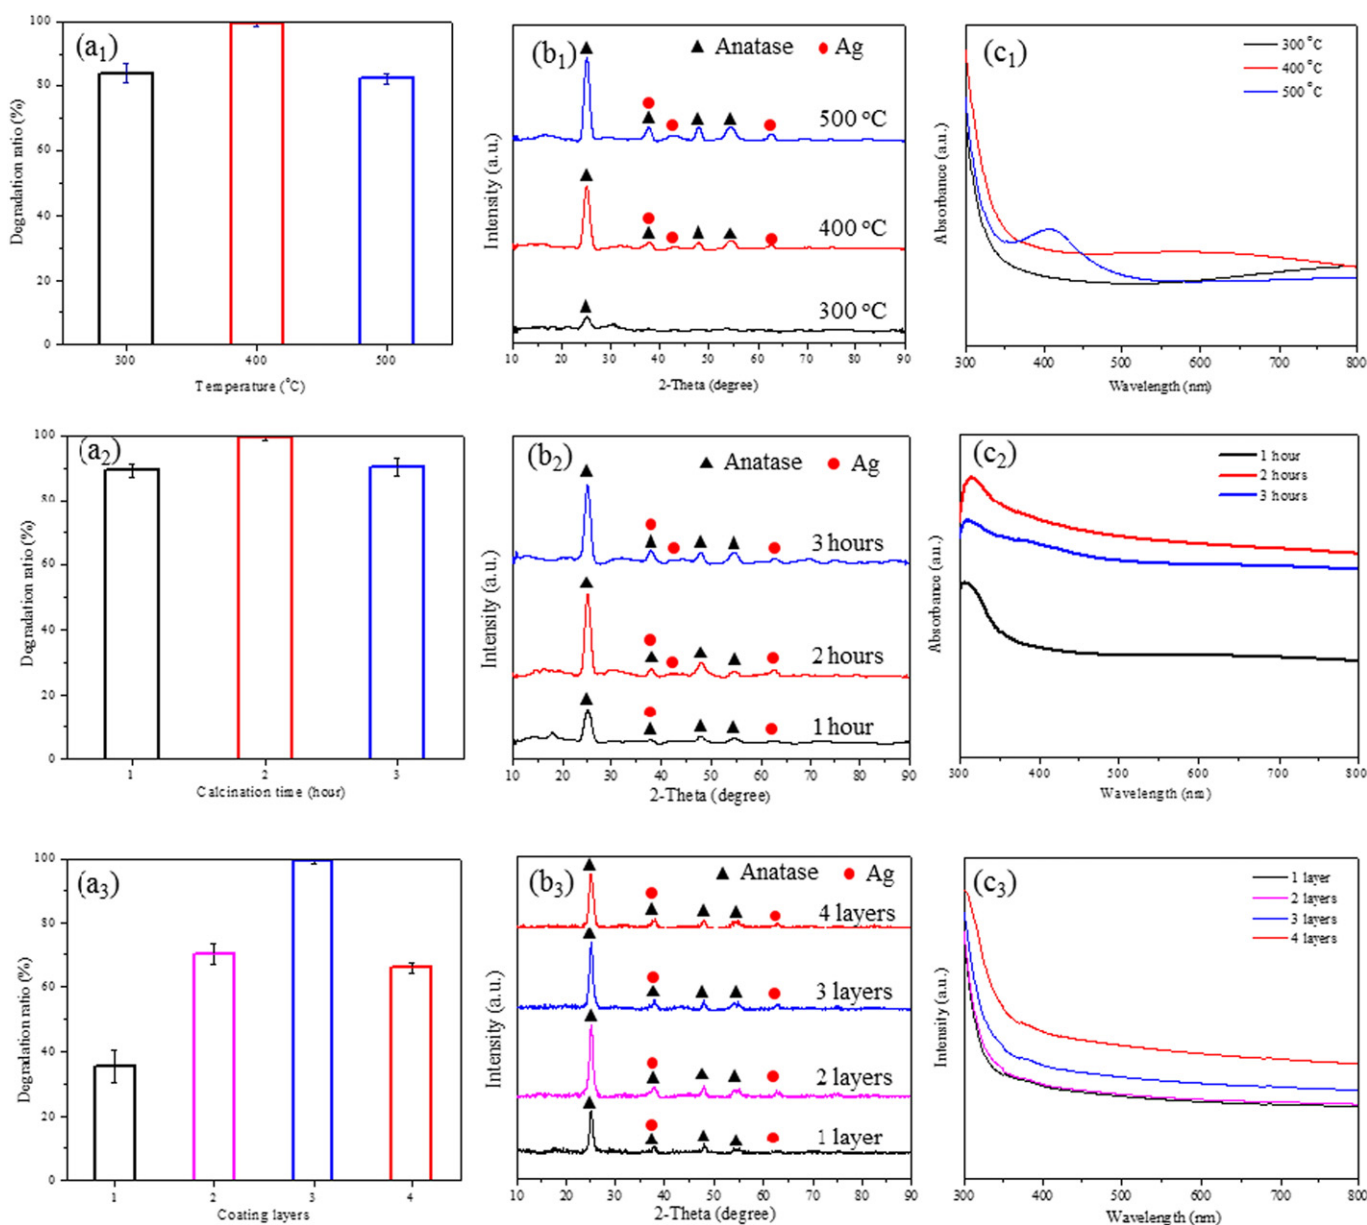 (a1)
100
80
60
40
20
0
Degradation ratio (%)
300 400 500
Temperature (°C)
(b1)
▲ Anatase ● Ag
500 °C
400 °C
300 °C
Intensity (a.u.)
10 20 30 40 50 60 70 80 90
2-Theta (degree)
(c1)
300 °C
400 °C
500 °C
Absorbance (a.u.)
300 400 500 600 700 800
Wavelength (nm)
(a2)
100
80
60
40
20
0
Degradation ratio (%)
1 2 3
Calcination time (hour)
(b2)
▲ Anatase ● Ag
3 hours
2 hours
1 hour
Intensity (a.u.)
10 20 30 40 50 60 70 80 90
2-Theta (degree)
(c2)
1 hour
2 hours
3 hours
Absorbance (a.u.)
300 400 500 600 700 800
Wavelength (nm)
(a3)
100
80
60
40
20
0
Degradation ratio (%)
1 2 3 4
Coating layers
(b3)
▲ Anatase ● Ag
4 layers
3 layers
2 layers
1 layer
Intensity (a.u.)
10 20 30 40 50 60 70 80 90
2-Theta (degree)
(c3)
1 layer
2 layers
3 layers
4 layers
Intensity (a.u.)
300 400 500 600 700 800
Wavelength (nm)